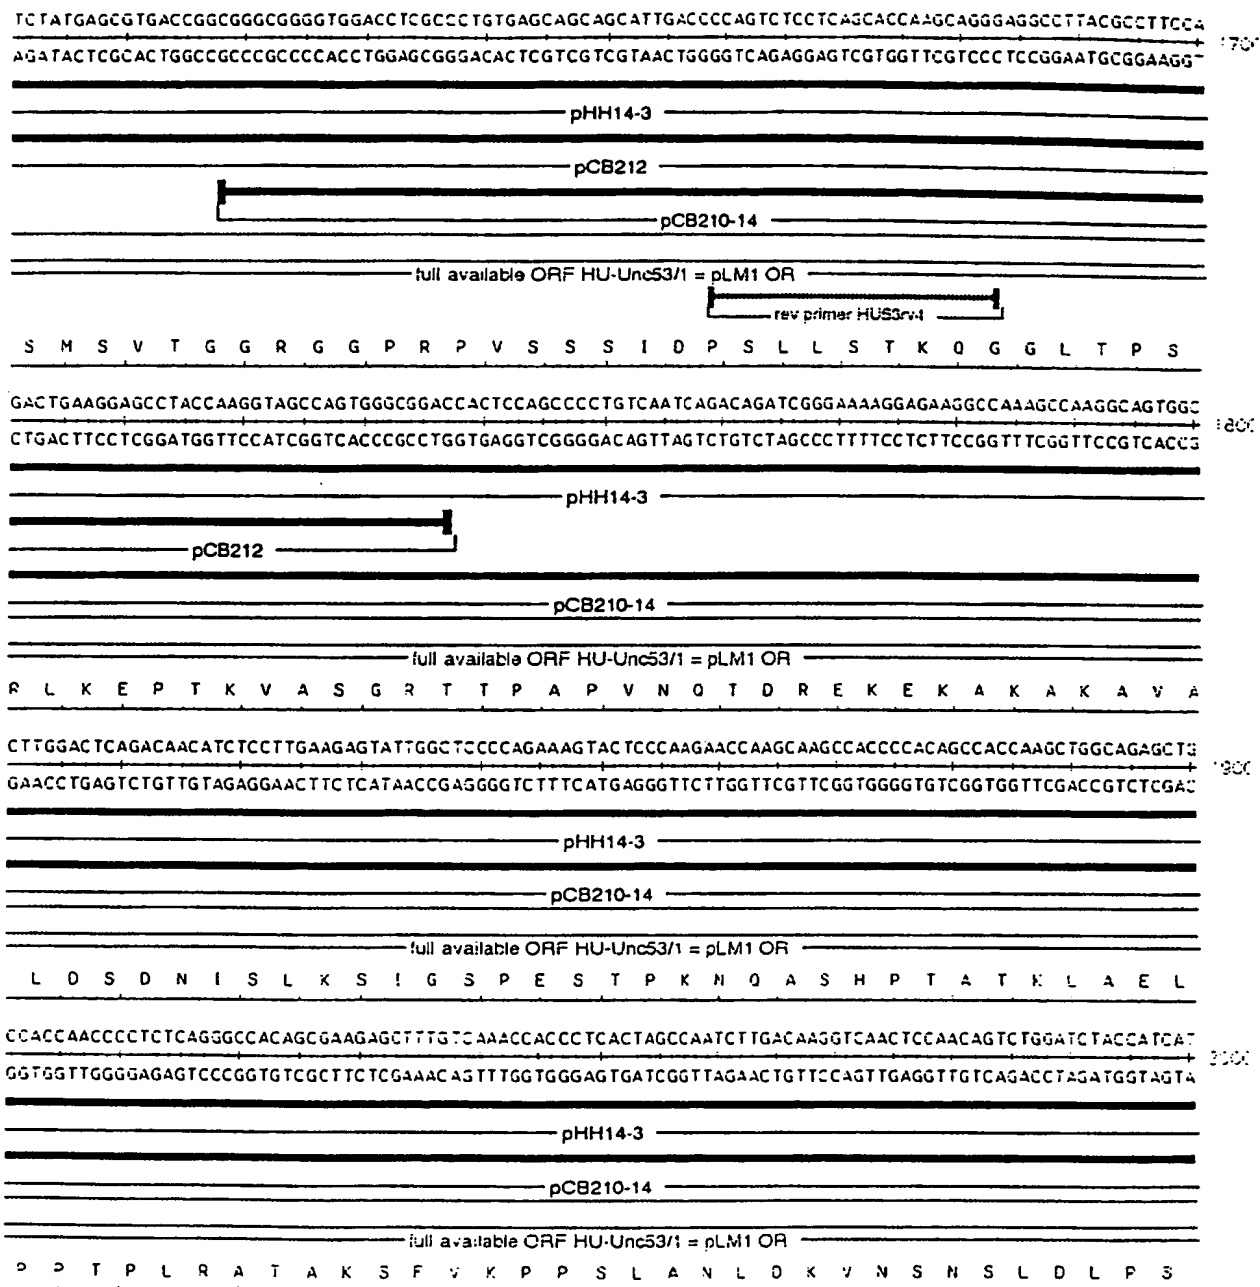 TCTATGAGCGTGACCGGCGGGCGGGGTGGACCTCGCCCTGTGAGCAGCAGCATTGACCCCAGTCTCCTCAGCACCAAGCAGGGAGGCCTTACGCCTTCCA
AGATACTCGCACTGGCCGCCCGCCCCACCTGGAGCGGGACACTCGTCGTCGTAACTGGGGTCAGAGGAGTCGTGGTTCGTCCCTCCGGAATGCGGAAGGT
pHH14-3
pCB212
pCB210-14
full available ORF HU-Unc53/1 = pLM1 OR
rev primer
S M S V T G G R G G P R P V S S S I D P S L L S T K Q G G L T P S
GACTGAAGGAGCCTACCAAGGTAGCCAGTGGGCGGACCACTCCAGCCCCTGTCAATCAGACAGATCGGGAAAAGGAGAAGGCCAAAGCCAAGGCAGTGGC
CTGACTTCCTCGGATGGTTCCATCGGTCACCCGCCTGGTGAGGTCGGGGACAGTTAGTCTGTCTAGCCCTTTTCCTCTTCCGGTTTCGGTTCCGTCACCG
1800
pHH14-3
pCB212
pCB210-14
full available ORF HU-Unc53/1 = pLM1 OR
R L K E P T K V A S G R T T P A P V N Q T D R E K E K A K A K A V A
CTTGGACTCAGACAACATCTCCTTGAAGAGTATTGGCTCCCCAGAAAGTACTCCCAAGAACCAAGCAAGCCACCCCACAGCCACCAAGCTGGCAGAGCTG
GAACCTGAGTCTGTTGTAGAGGAACTTCTCATAACCGAGGGGTCTTTCATGAGGGTTCTTGGTTCGTTCGGTGGGGTGTCGGTGGTTCGACCGTCTCGAC
1900
pHH14-3
pCB210-14
full available ORF HU-Unc53/1 = pLM1 OR
L D S D N I S L K S I G S P E S T P K N Q A S H P T A T K L A E L
CCACCAACCCCTCTCAGGGCCACAGCGAAGAGCTTTGTCAAACCACCCTCACTAGCCAATCTTGACAAGGTCAACTCCAACAGTCTGGATCTACCATCAT
GGTGGTTGGGGAGAGTCCCGGTGTCGCTTCTCGAAACAGTTTGGTGGGAGTGATCGGTTAGAACTGTTCCAGTTGAGGTTGTCAGACCTAGATGGTAGTA
2000
pHH14-3
pCB210-14
full available ORF HU-Unc53/1 = pLM1 OR
P P T P L R A T A K S F V K P P S L A N L D K V N S N S L D L P S